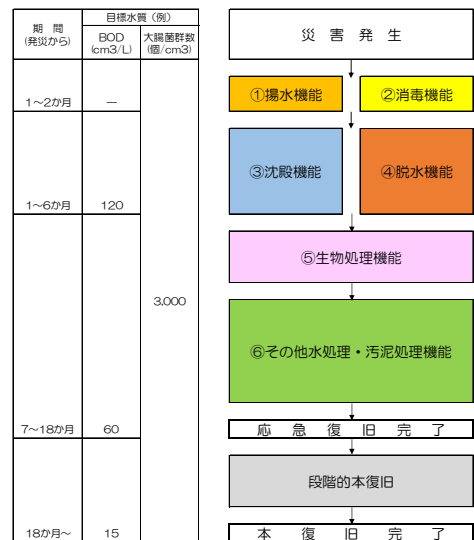 期 間
(発災から)
目標水質（例）
BOD
(cm3/L)
大腸菌群数
(個/cm3)
1～2か月
―
1～6か月
120
3,000
7～18か月
60
18か月～
15
災 害 発 生
①揚水機能
②消毒機能
③沈殿機能
④脱水機能
⑤生物処理機能
⑥その他水処理・汚泥処理機能
応 急 復 旧 完 了
段階的本復旧
本 復 旧 完 了